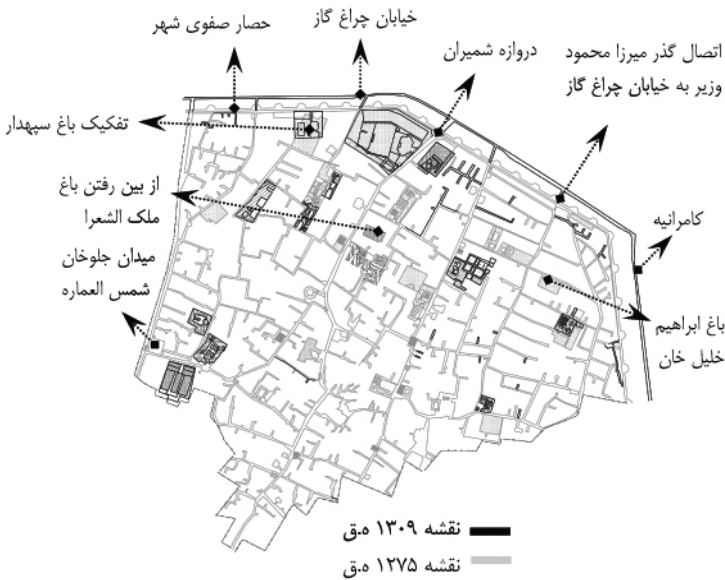 خیابان چراغ گاز
حصار صفوی شهر
دروازه شمیران
اتصال گذر میرزا محمود
وزیر به خیابان چراغ گاز
تفکیک باغ سپهدار
از بین رفتن باغ
ملک الشعرا
کامرانیه
میدان جلوخان
شمس العماره
باغ ابراهیم
خلیل خان
نقشه ۱۳۰۹ ه.ق
نقشه ۱۲۷۵ ه.ق